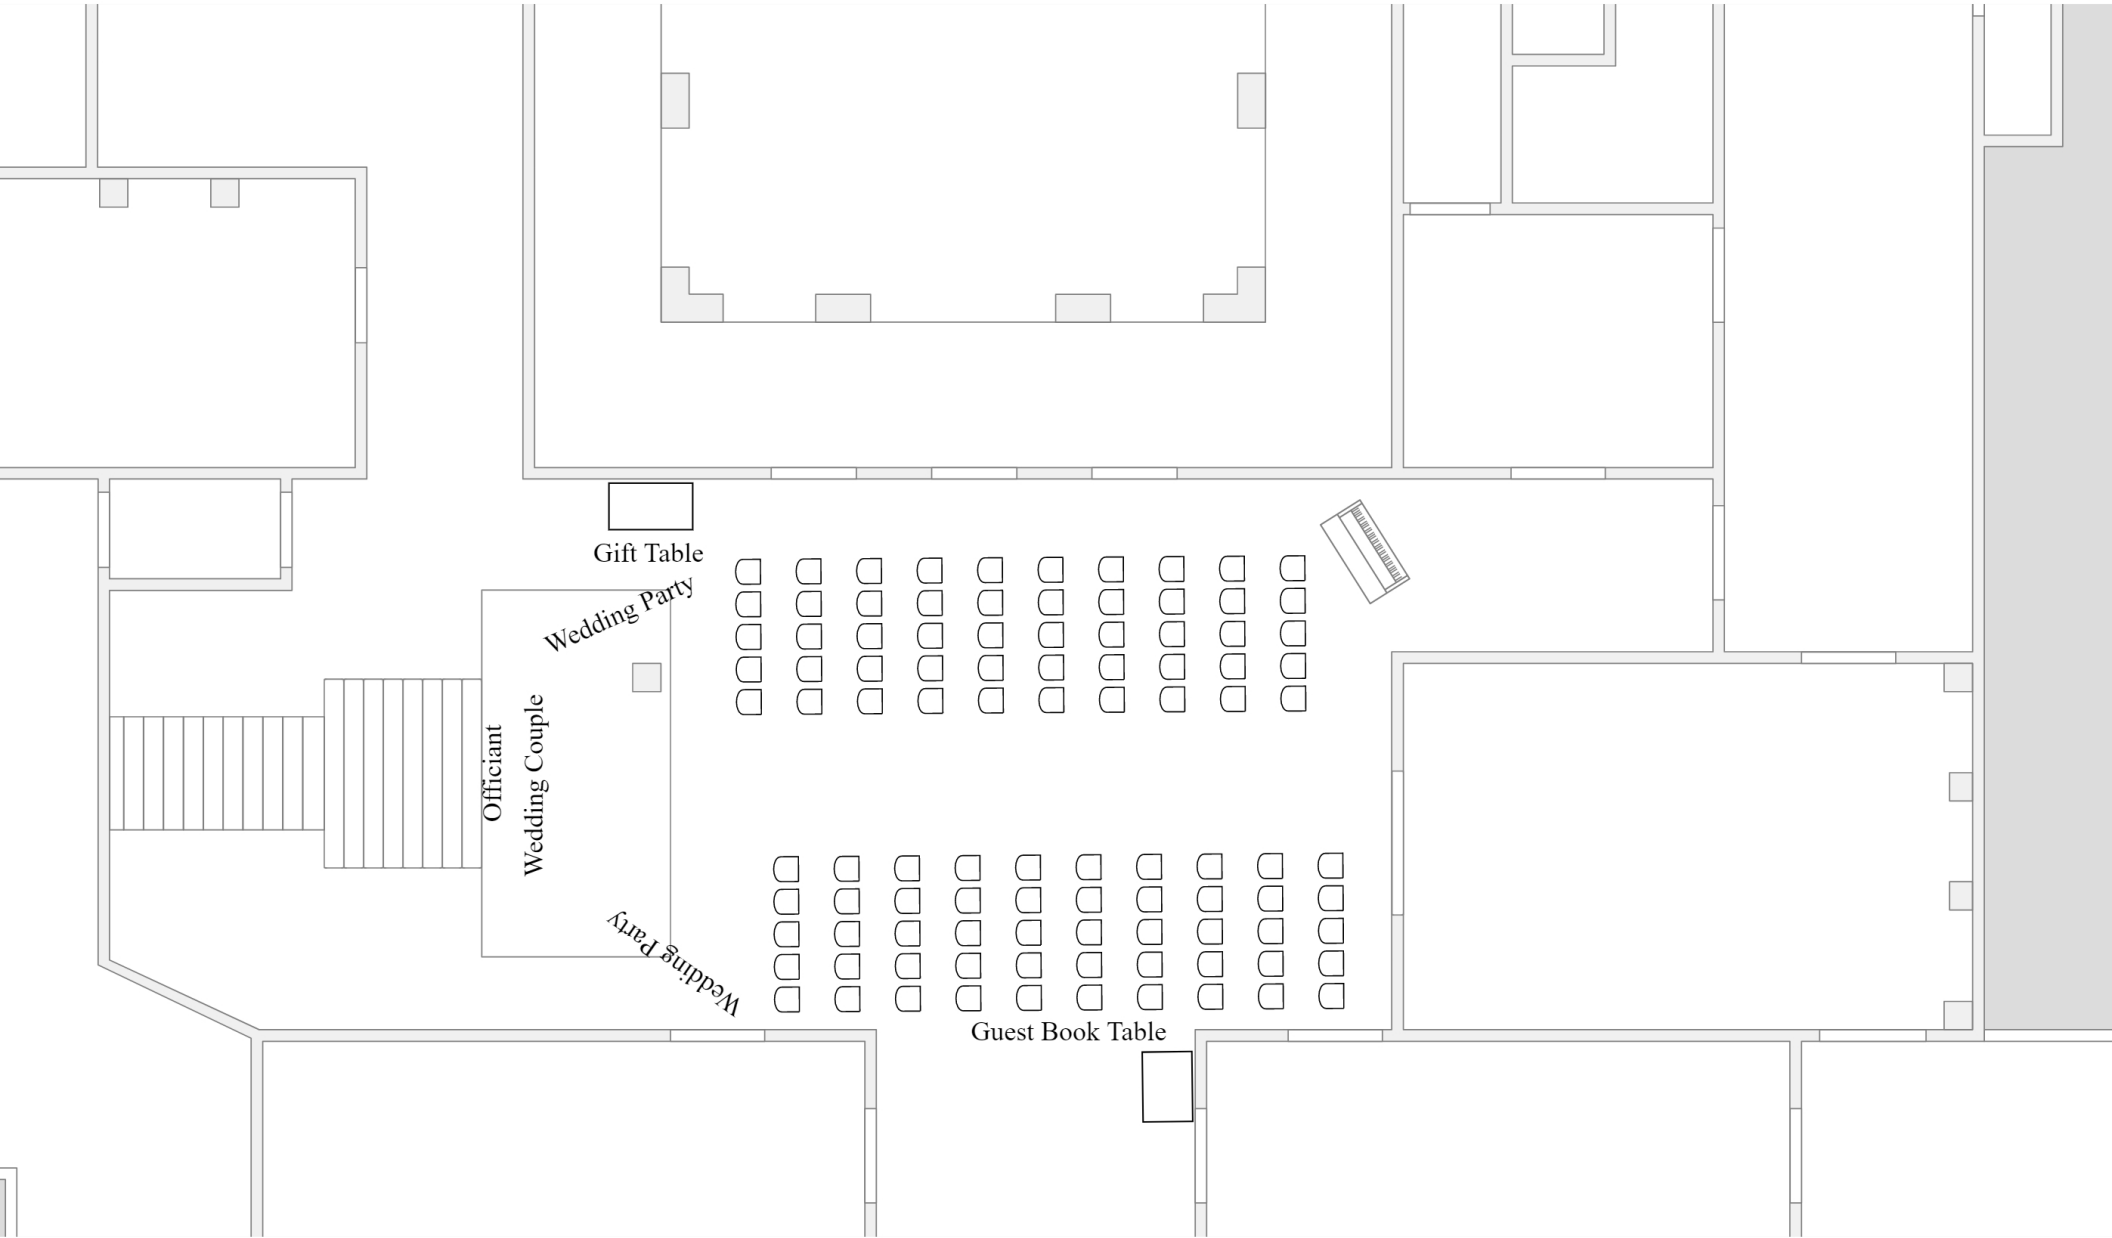 Gift Table
Wedding Party
Officiant
Wedding Couple
Wedding Party
Guest Book Table